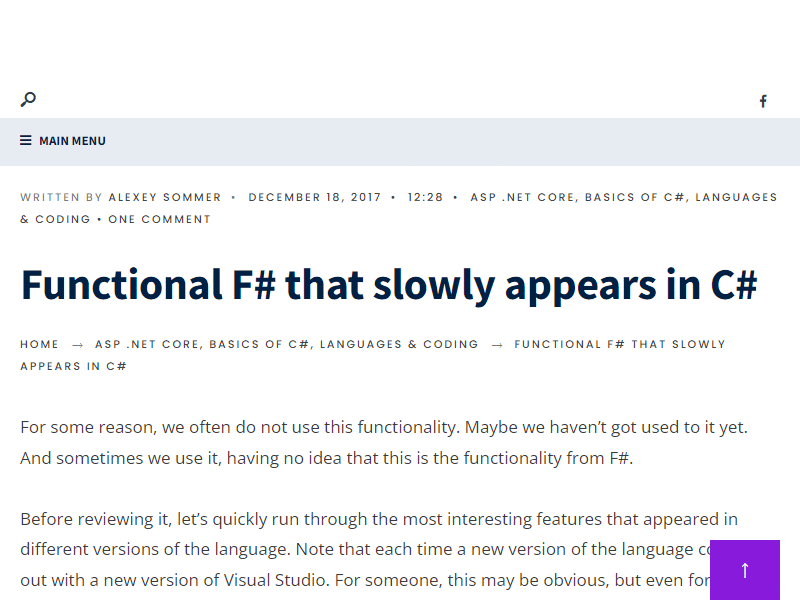 MAIN MENU
WRITTEN BY ALEXEY SOMMER • DECEMBER 18, 2017 • 12:28 • ASP .NET CORE, BASICS OF C#, LANGUAGES
& CODING • ONE COMMENT
Functional F# that slowly appears in C#
HOME → ASP .NET CORE, BASICS OF C#, LANGUAGES & CODING → FUNCTIONAL F# THAT SLOWLY
APPEARS IN C#
For some reason, we often do not use this functionality. Maybe we haven’t got used to it yet.
And sometimes we use it, having no idea that this is the functionality from F#.
Before reviewing it, let’s quickly run through the most interesting features that appeared in
different versions of the language. Note that each time a new version of the language
out with a new version of Visual Studio. For someone, this may be obvious, but even for